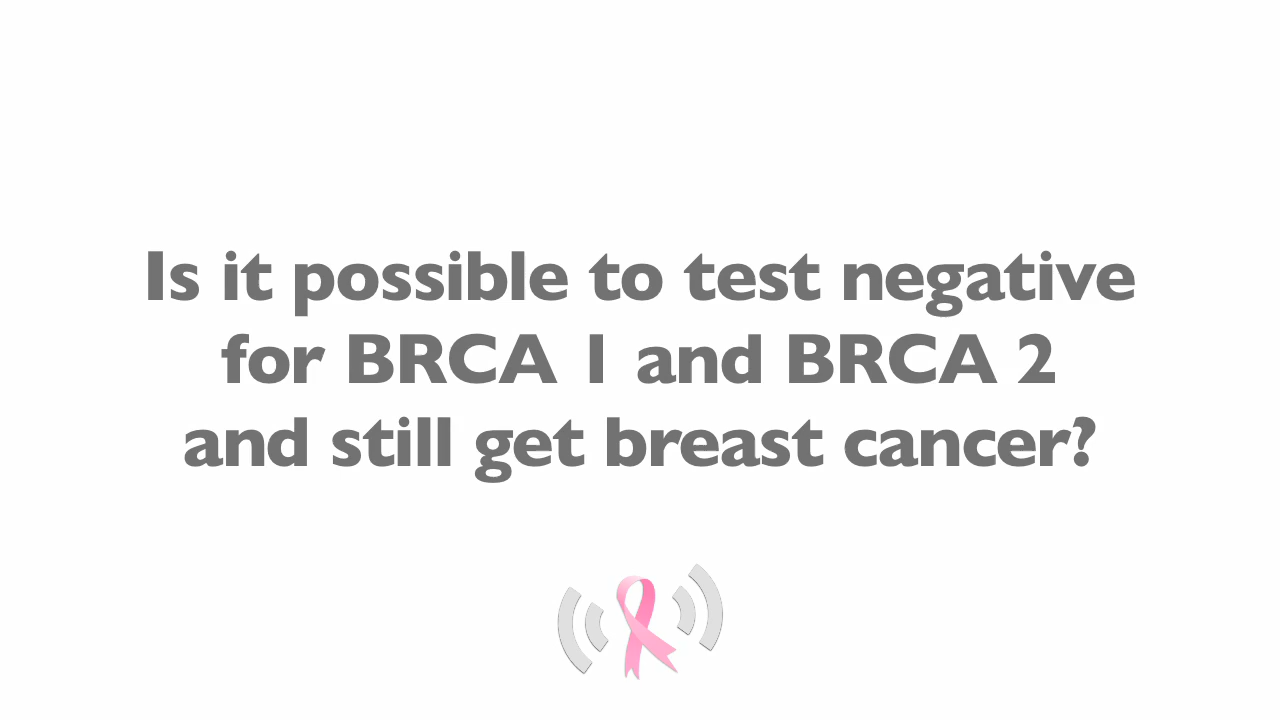 Is it possible to test negative
for BRCA 1 and BRCA 2
and still get breast cancer?